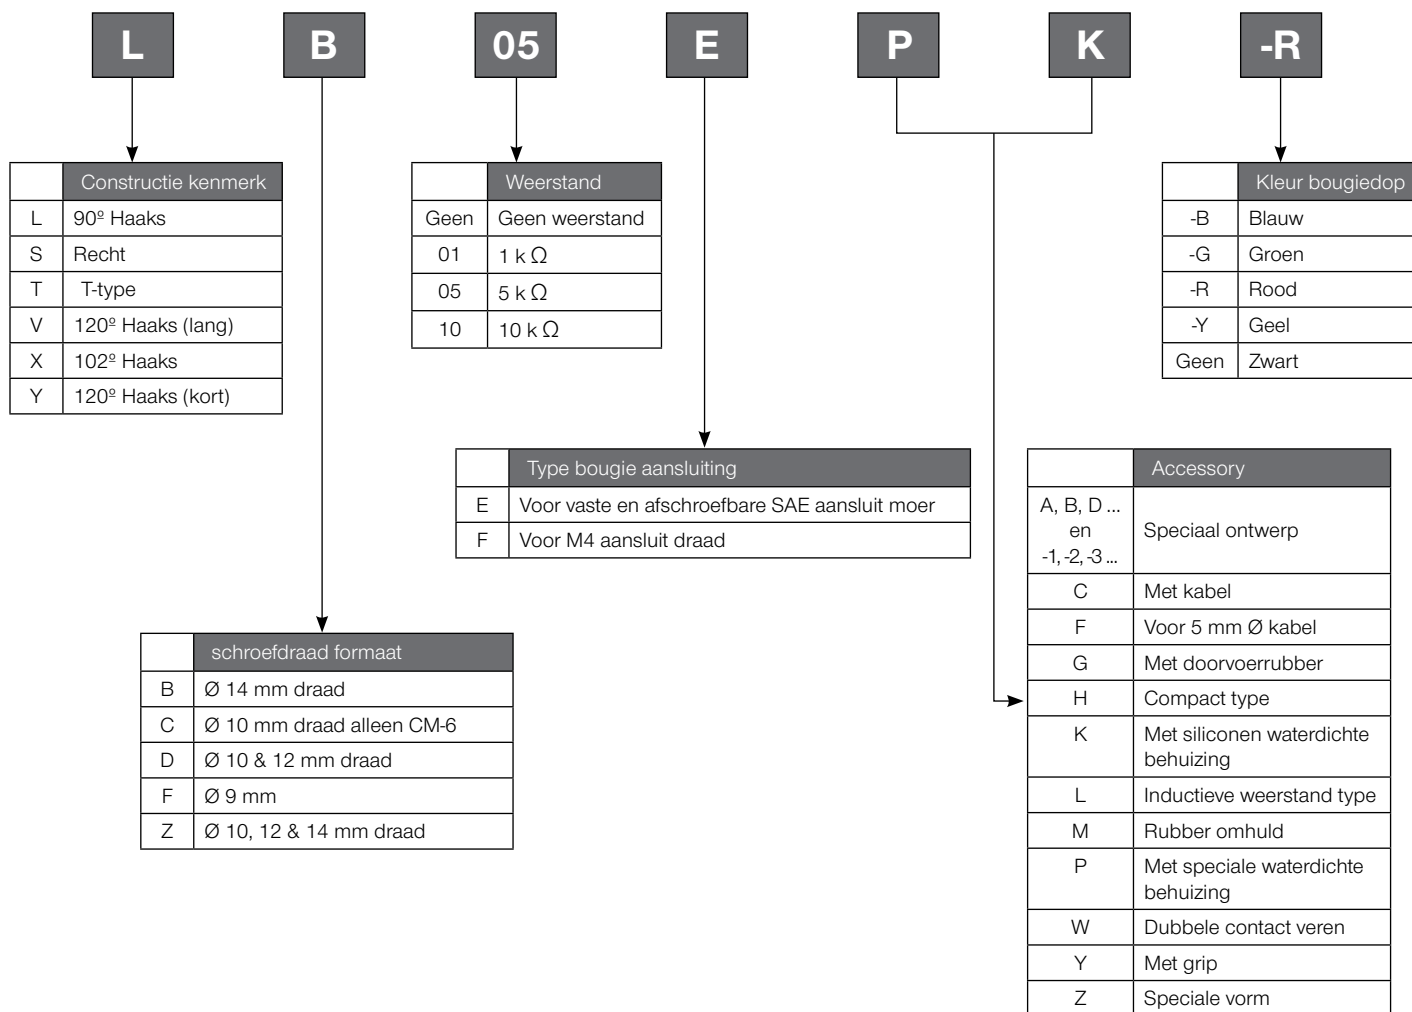 L B 05 E P K -R
Constructie kenmerk
L 90º Haaks
S Recht
T T-type
V 120º Haaks (lang)
X 102º Haaks
Y 120º Haaks (kort)
Weerstand
Geen Geen weerstand
01 1 k Ω
05 5 k Ω
10 10 k Ω
Kleur bougiedop
-B Blauw
-G Groen
-R Rood
-Y Geel
Geen Zwart
Type bougie aansluiting
E Voor vaste en afschroefbare SAE aansluit moer
F Voor M4 aansluit draad
schroefdraad formaat
B Ø 14 mm draad
C Ø 10 mm draad alleen CM-6
D Ø 10 & 12 mm draad
F Ø 9 mm
Z Ø 10, 12 & 14 mm draad
Accessory
A, B, D ...
en
-1, -2, -3 ...
Speciaal ontwerp
C Met kabel
F Voor 5 mm Ø kabel
G Met doorvoerrubber
H Compact type
K Met siliconen waterdichte
behuizing
L Inductieve weerstand type
M Rubber omhuld
P Met speciale waterdichte
behuizing
W Dubbele contact veren
Y Met grip
Z Speciale vorm